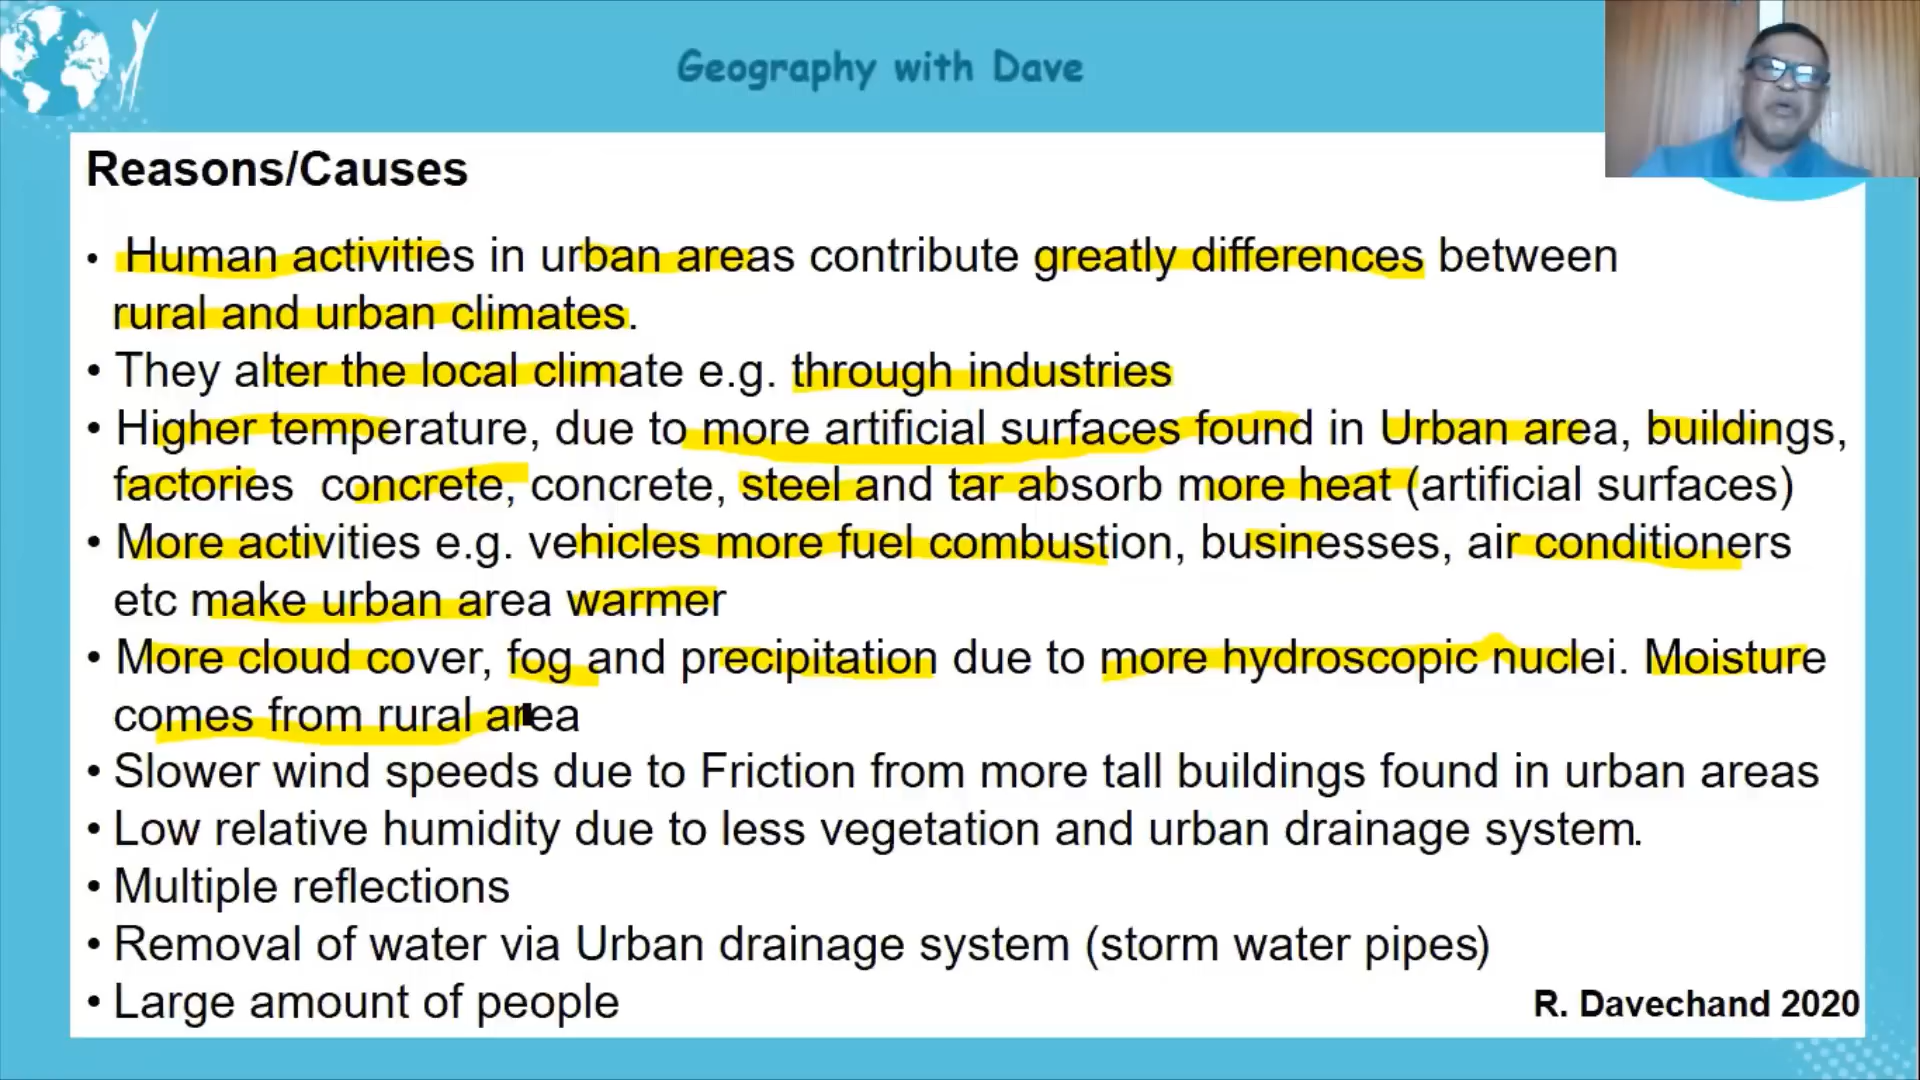 Geography with Dave
Reasons/Causes
• Human activities in urban areas contribute greatly differences between
rural and urban climates.
• They alter the local climate e.g. through industries
• Higher temperature, due to more artificial surfaces found in Urban area, buildings,
factories concrete, concrete, steel and tar absorb more heat (artificial surfaces)
• More activities e.g. vehicles more fuel combustion, businesses, air conditioners
etc make urban area warmer
• More cloud cover, fog and precipitation due to more hydroscopic nuclei. Moisture
comes from rural area
• Slower wind speeds due to Friction from more tall buildings found in urban areas
• Low relative humidity due to less vegetation and urban drainage system.
• Multiple reflections
• Removal of water via Urban drainage system (storm water pipes)
• Large amount of people
R. Davechand 2020